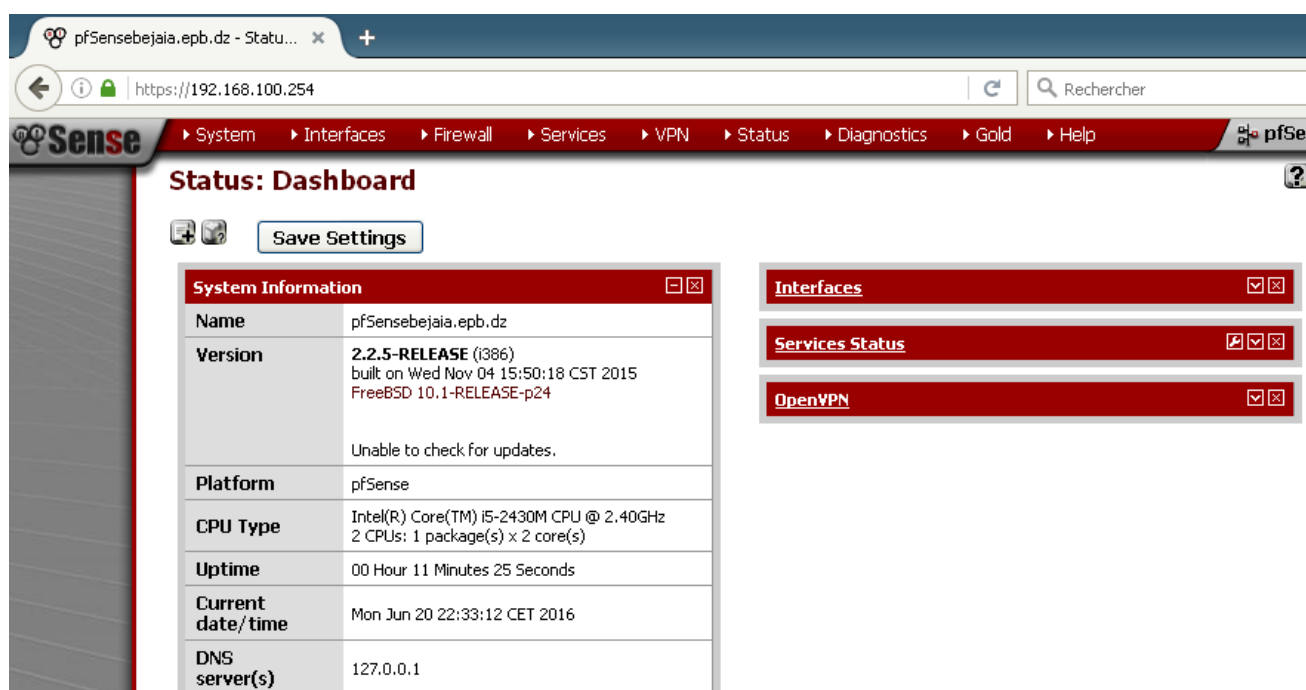 pfSensebejaia.epb.dz - Statu...
https://192.168.100.254
Rechercher
Sense
System Interfaces Firewall Services VPN Status Diagnostics Gold Help
pfSe
Status: Dashboard
Save Settings
System Information
Name pfSensebejaia.epb.dz
Version 2.2.5-RELEASE (i386)
built on Wed Nov 04 15:50:18 CST 2015
FreeBSD 10.1-RELEASE-p24
Unable to check for updates.
Platform pfSense
CPU Type Intel(R) Core(TM) i5-2430M CPU @ 2.40GHz
2 CPUs: 1 package(s) x 2 core(s)
Uptime 00 Hour 11 Minutes 25 Seconds
Current
date/time Mon Jun 20 22:33:12 CET 2016
DNS
server(s) 127.0.0.1
Interfaces
Services Status
OpenVPN